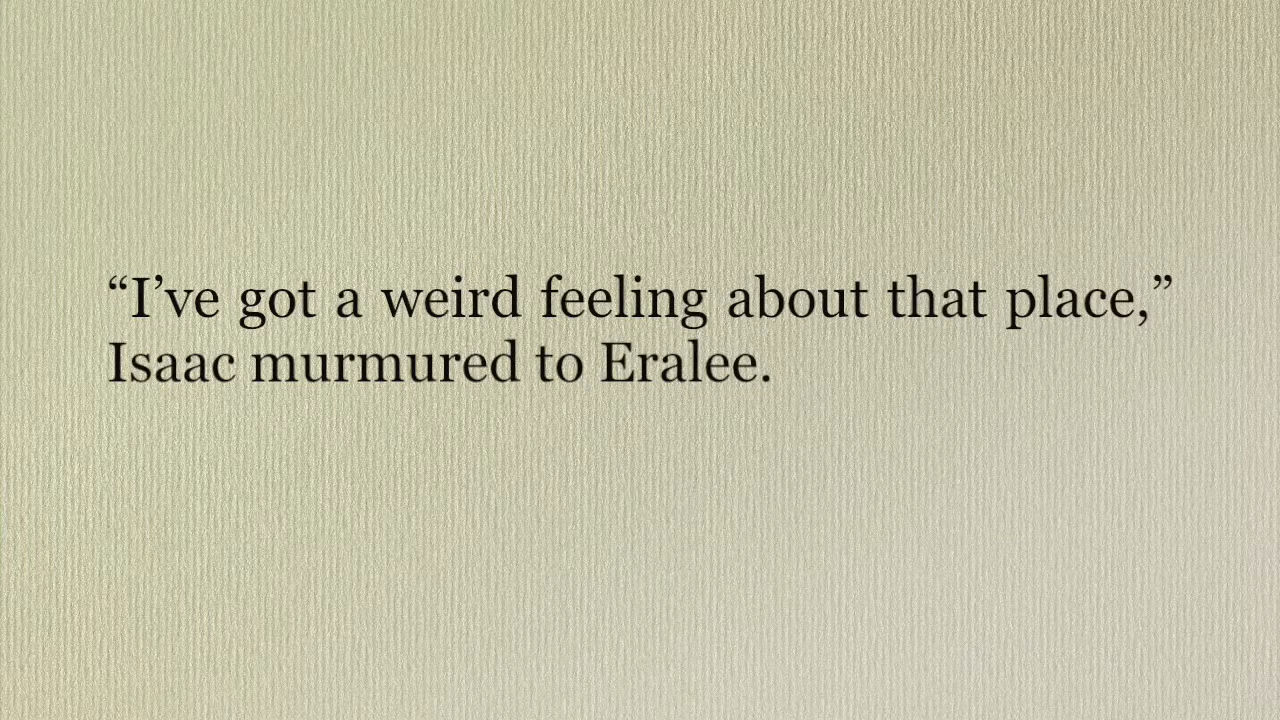 “I’ve got a weird feeling about that place,”
Isaac murmured to Eralee.